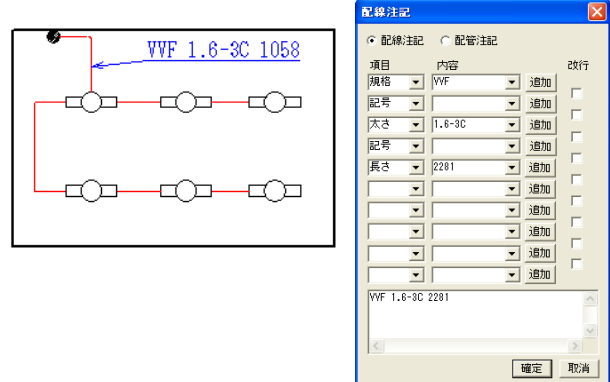 VVF 1.6-3C 1058
配線注記
配線注記 配管注記
項目 内容 改行
規格 VVF 追加
記号 追加
太さ 1.6-3C 追加
記号 追加
長さ 2281 追加
追加
追加
追加
追加
追加
VVF 1.6-3C 2281
確定 取消